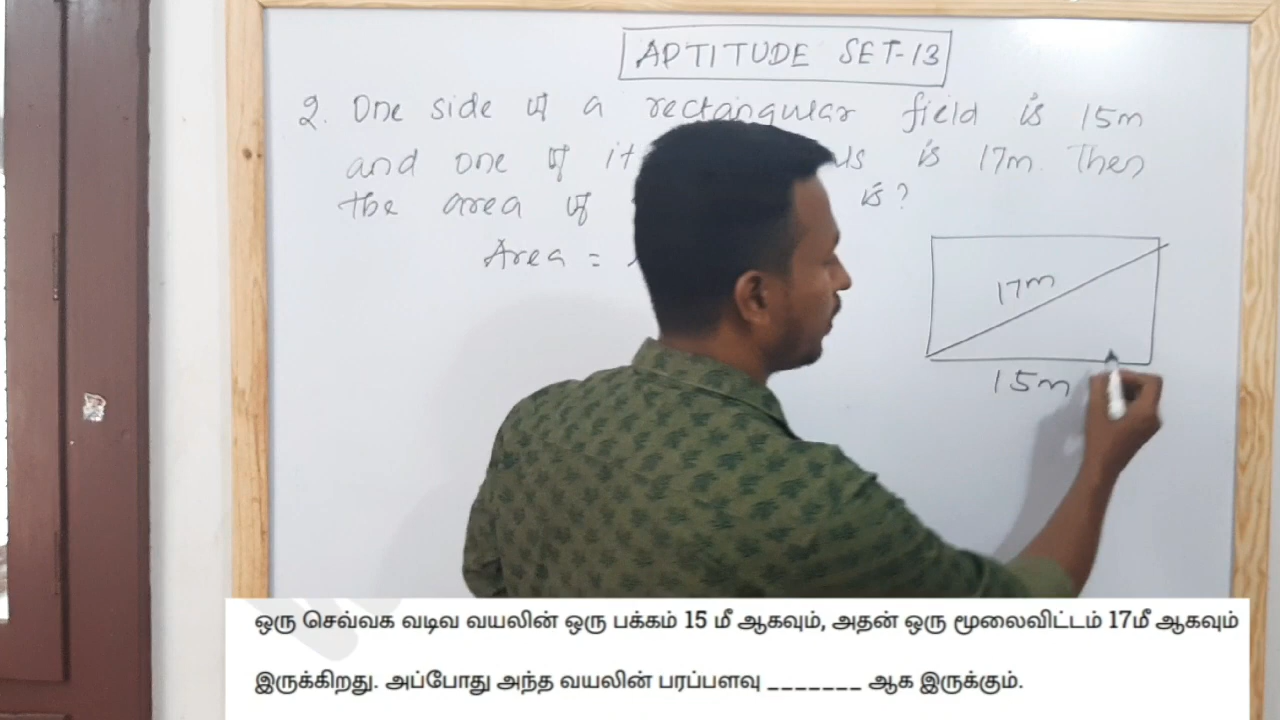 APTITUDE SET-13
2. One side of a rectangular field is 15m
and one of is 17m. Then
the area of is?
Area =
17m
15m
ஒரு செவ்வக வடிவ வயலின் ஒரு பக்கம் 15 மீ ஆகவும், அதன் ஒரு மூலைவிட்டம் 17மீ ஆகவும்
இருக்கிறது. அப்போது அந்த வயலின் பரப்பளவு _______ ஆக இருக்கும்.